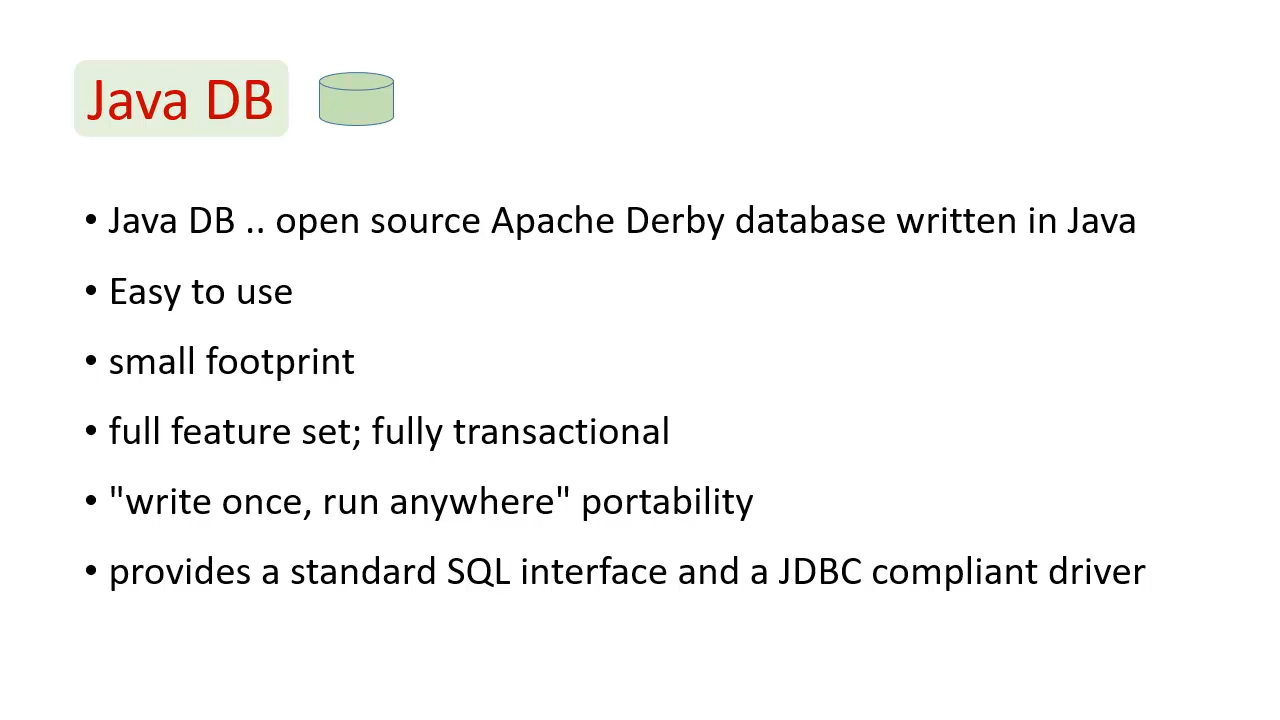 Java DB
• Java DB .. open source Apache Derby database written in Java
• Easy to use
• small footprint
• full feature set; fully transactional
• "write once, run anywhere" portability
• provides a standard SQL interface and a JDBC compliant driver